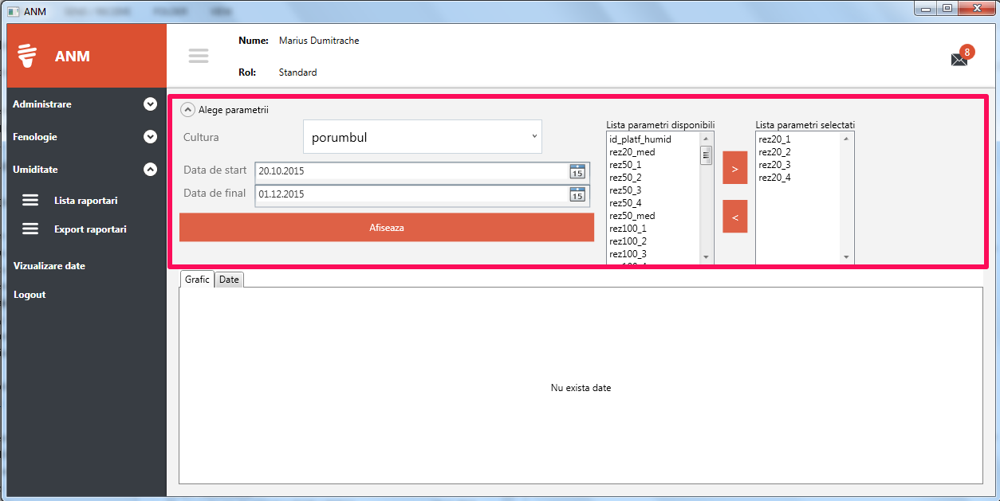 ANM
Nume: Marius Dumitrache
8
ANM
Rol: Standard
Administrare
Fenologie
Umiditate
Lista raportari
Export raportari
Vizualizare date
Logout
Alege parametrii
Cultura porumbul
Data de start 20.10.2015 15
Data de final 01.12.2015 15
Afiseaza
Lista parametri disponibili
id_platf_humid
rez20_med
rez50_1
rez50_2
rez50_3
rez50_4
rez50_med
rez100_1
rez100_2
rez100_3
>
<
Lista parametri selectati
rez20_1
rez20_2
rez20_3
rez20_4
Grafic Date
Nu exista date